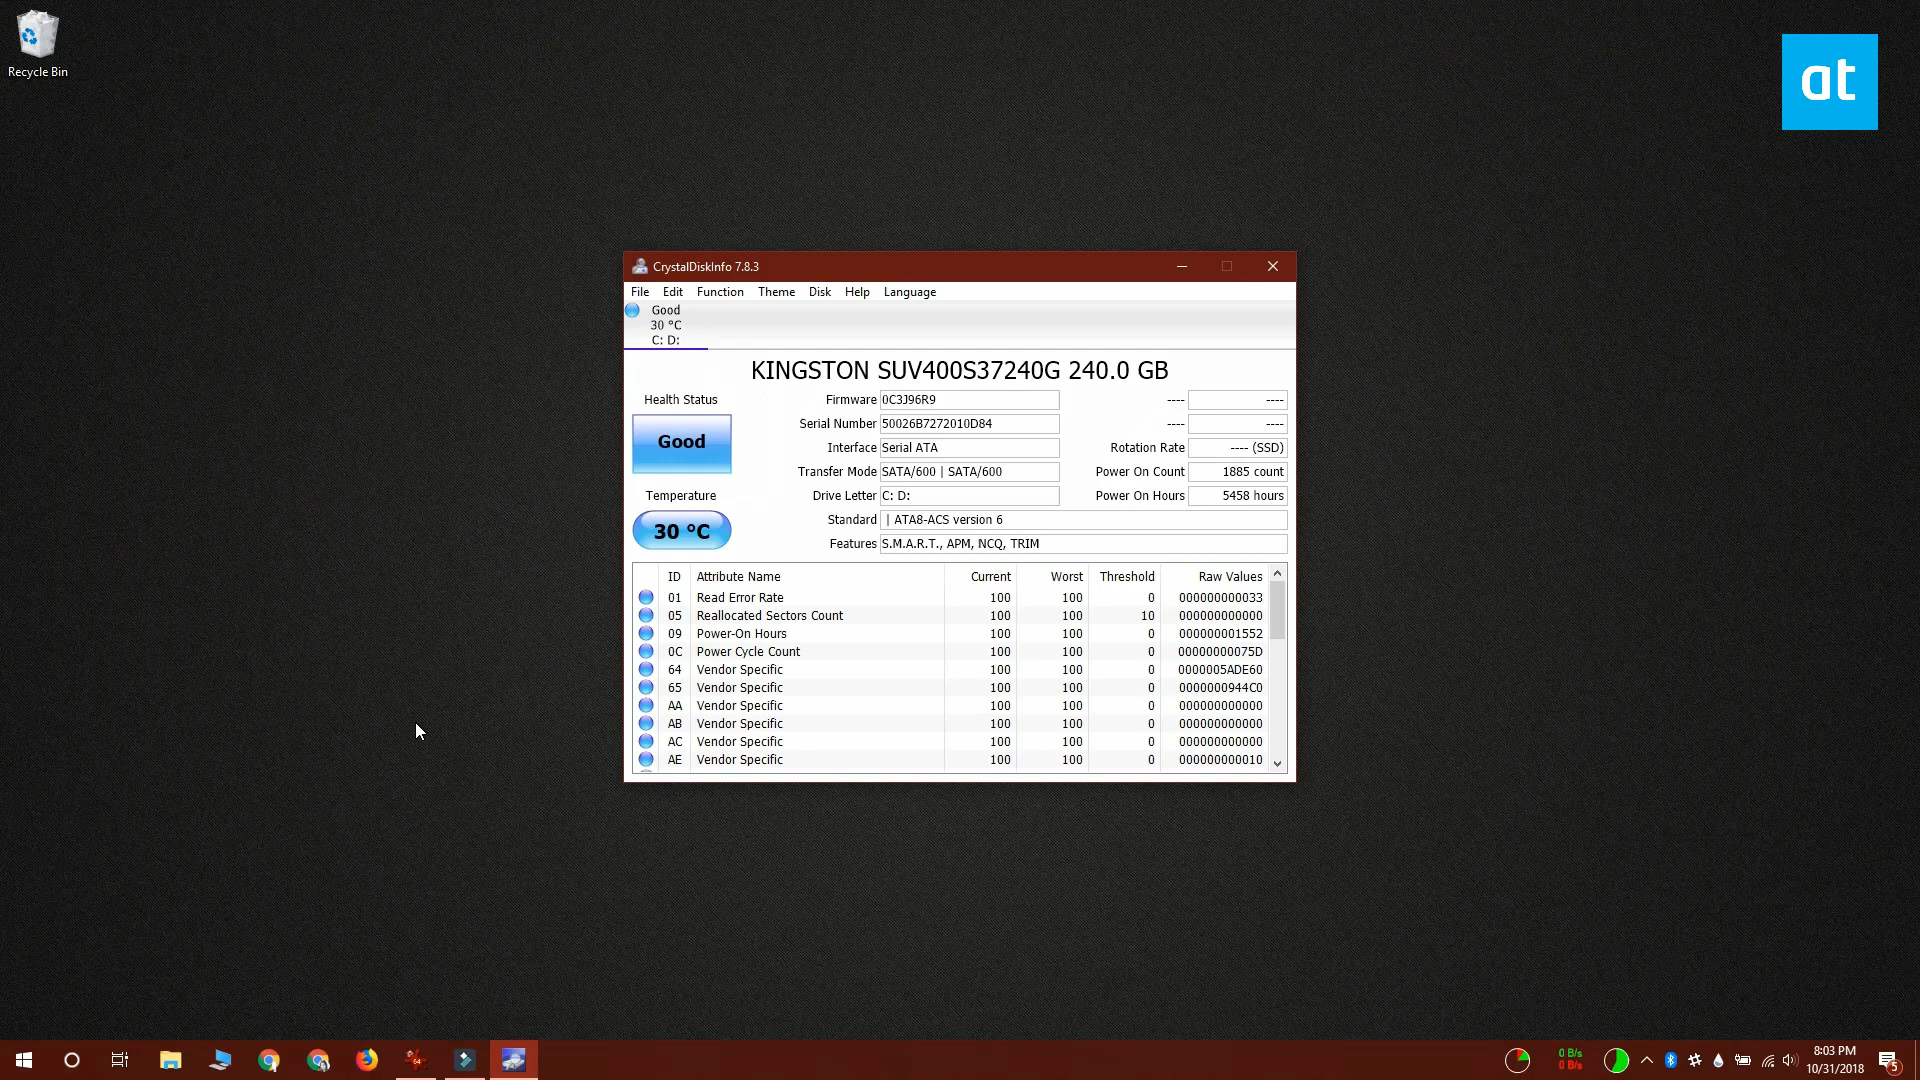 Recycle Bin
at
CrystalDiskInfo 7.8.3
File Edit Function Theme Disk Help Language
Good
30 °C
C: D:
KINGSTON SUV400S37240G 240.0 GB
Health Status
Good
Temperature
30 °C
Firmware 0C3J96R9 ---- ----
Serial Number 50026B7272010D84 ---- ----
Interface Serial ATA Rotation Rate ---- (SSD)
Transfer Mode SATA/600 | SATA/600 Power On Count 1885 count
Drive Letter C: D: Power On Hours 5458 hours
Standard | ATA8-ACS version 6
Features S.M.A.R.T., APM, NCQ, TRIM
ID Attribute Name Current Worst Threshold Raw Values
01 Read Error Rate 100 100 0 000000000033
05 Reallocated Sectors Count 100 100 10 000000000000
09 Power-On Hours 100 100 0 000000001552
0C Power Cycle Count 100 100 0 00000000075D
64 Vendor Specific 100 100 0 0000005ADE60
65 Vendor Specific 100 100 0 0000000944C0
AA Vendor Specific 100 100 0 000000000000
AB Vendor Specific 100 100 0 000000000000
AC Vendor Specific 100 100 0 000000000000
AE Vendor Specific 100 100 0 000000000010
64
0 B/s
0 B/s
8:03 PM
10/31/2018
5